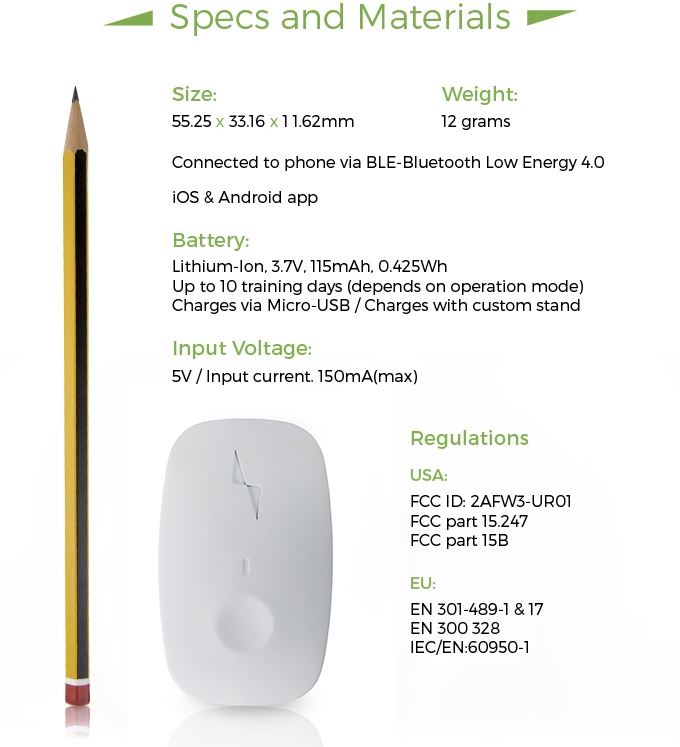 Specs and Materials
Size:
55.25 x 33.16 x 1 1.62mm
Weight:
12 grams
Connected to phone via BLE-Bluetooth Low Energy 4.0
iOS & Android app
Battery:
Lithium-Ion, 3.7V, 115mAh, 0.425Wh
Up to 10 training days (depends on operation mode)
Charges via Micro-USB / Charges with custom stand
Input Voltage:
5V / Input current. 150mA(max)
Regulations
USA:
FCC ID: 2AFW3-UR01
FCC part 15.247
FCC part 15B
EU:
EN 301-489-1 & 17
EN 300 328
IEC/EN:60950-1